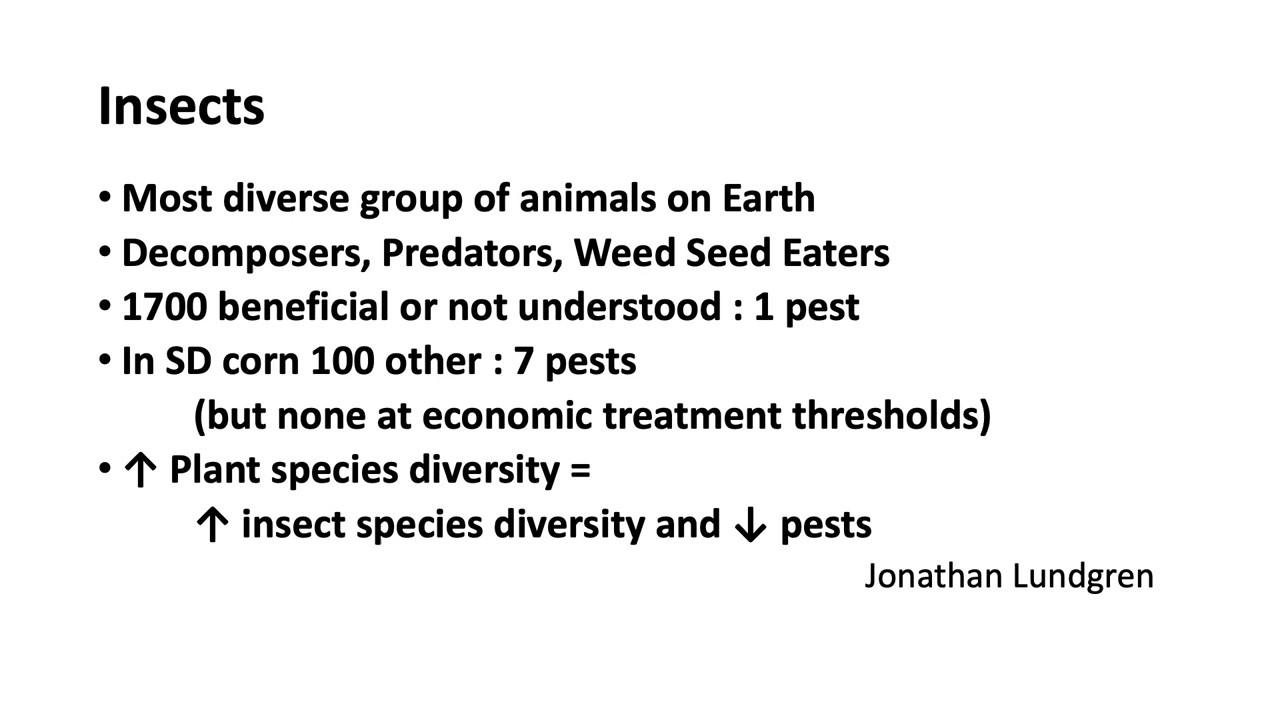 Insects
• Most diverse group of animals on Earth
• Decomposers, Predators, Weed Seed Eaters
• 1700 beneficial or not understood : 1 pest
• In SD corn 100 other : 7 pests
(but none at economic treatment thresholds)
• ↑ Plant species diversity =
↑ insect species diversity and ↓ pests
Jonathan Lundgren